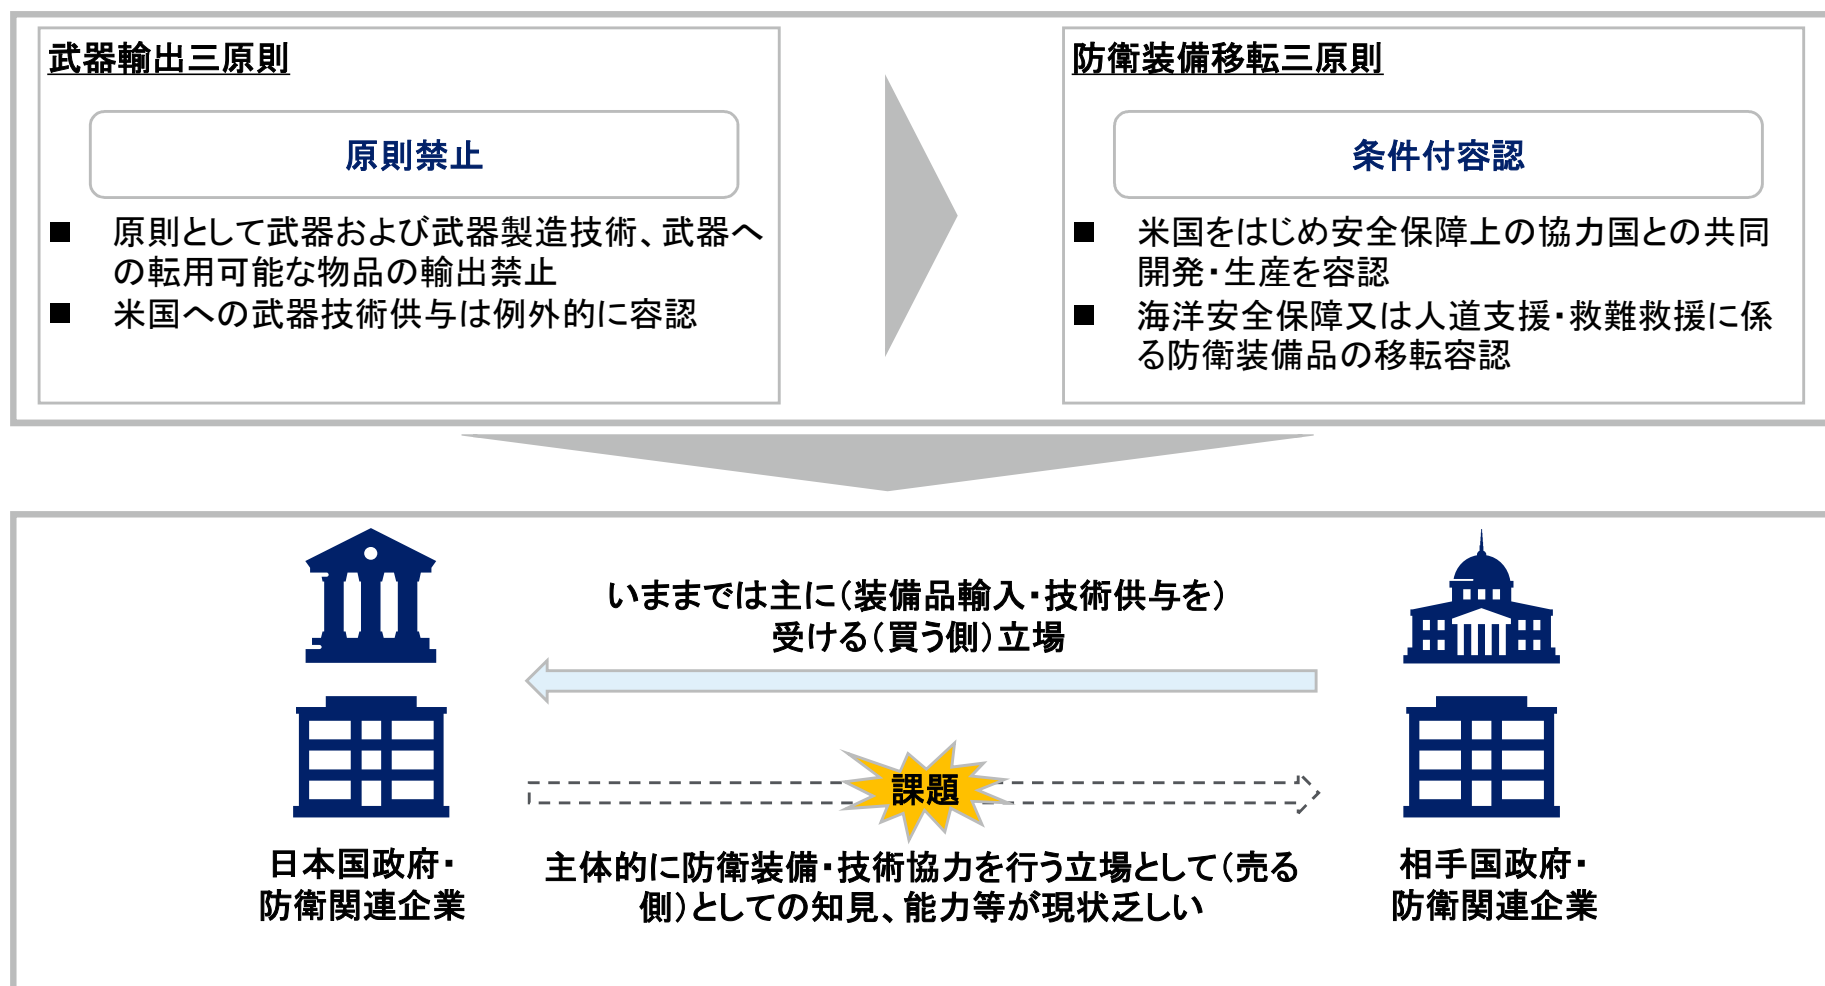 武器輸出三原則
原則禁止
■ 原則として武器および武器製造技術、武器へ
の転用可能な物品の輸出禁止
■ 米国への武器技術供与は例外的に容認
防衛装備移転三原則
条件付容認
■ 米国をはじめ安全保障上の協力国との共同
開発・生産を容認
■ 海洋安全保障又は人道支援・救難救援に係
る防衛装備品の移転容認
いままでは主に（装備品輸入・技術供与を）
受ける（買う側）立場
課題
主体的に防衛装備・技術協力を行う立場として（売る
側）としての知見、能力等が現状乏しい
日本国政府・
防衛関連企業
相手国政府・
防衛関連企業